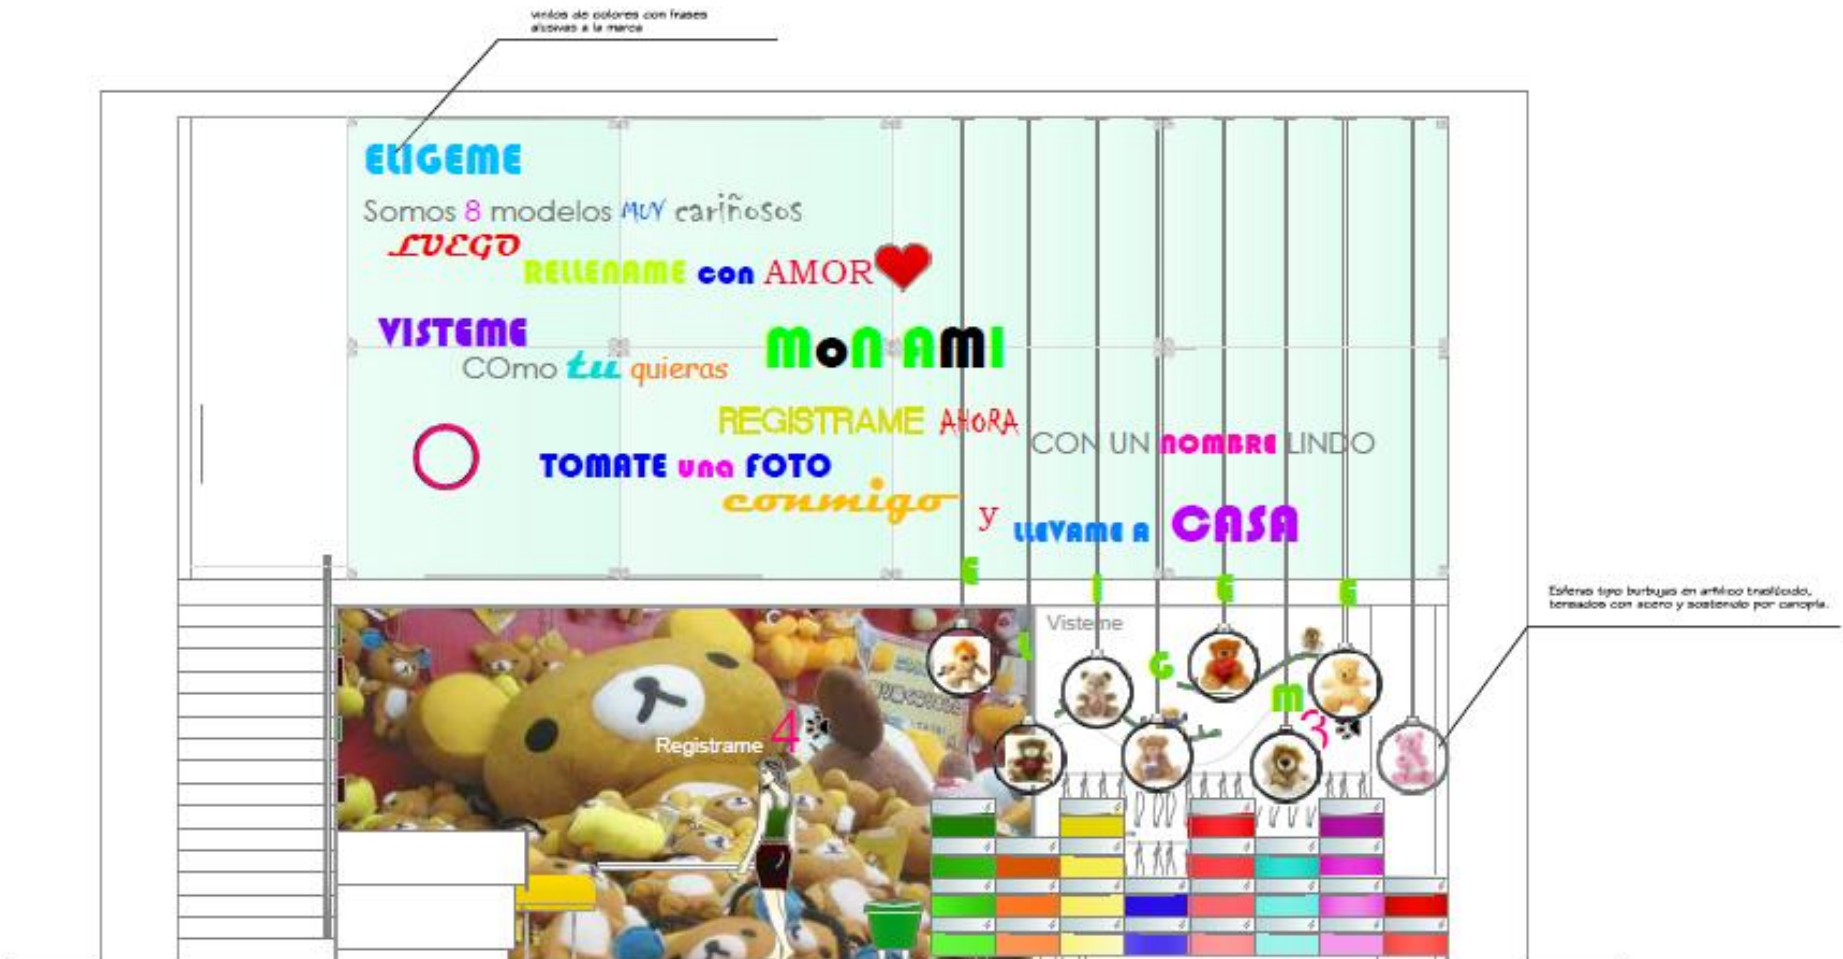 vinilos de colores con frases
alusivas a la marca
ELIGEME
Somos 8 modelos MUY cariñosos
LUEGO
RELLENAME con AMOR
VISTEME
COmo tu quieras
MoN AMI
REGISTRAME AHORA
CON UN NOMBRE LINDO
TOMATE una FOTO
conmigo
y LLEVAME A CASA
E L I G E M E
Esferas tipo burbujas en acrílico traslúcido,
tensados con acero y sostenido por canopla.
Visteme
3
Registrame 4